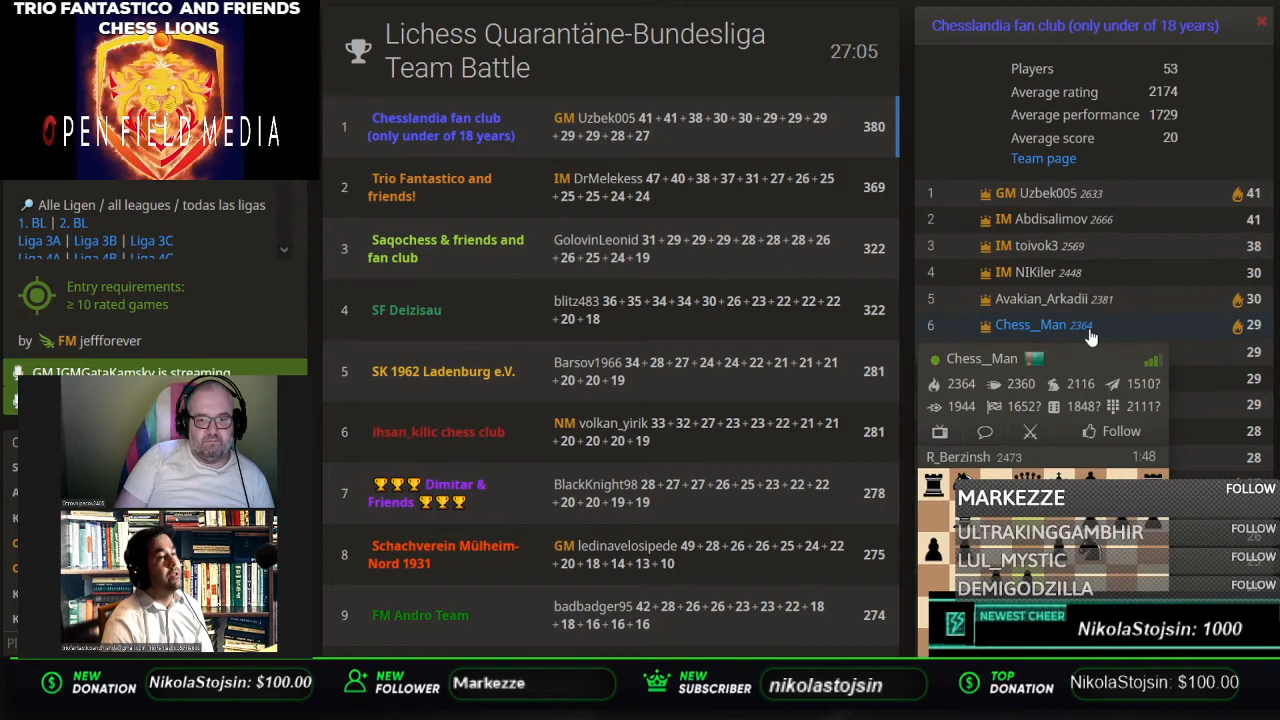 TRIO FANTASTICO AND FRIENDS
CHESS LIONS
OPEN FIELD MEDIA
Alle Ligen / all leagues / todas las ligas
1. BL | 2. BL
Liga 3A | Liga 3B | Liga 3C
Liga 4A | Liga 4B | Liga 4C
Entry requirements:
≥ 10 rated games
by FM jeffforever
GM IGMGataKamsky is streaming
Lichess Quarantäne-Bundesliga
Team Battle
27:05
1 Chesslandia fan club (only under of 18 years) GM Uzbek005 41+41+38+30+30+29+29+29
+29+29+28+27 380
2 Trio Fantastico and friends! IM DrMelekess 47+40+38+37+31+27+26+25
+25+25+24+24 369
3 Saqochess & friends and fan club GolovinLeonid 31+29+29+29+28+28+26
+26+25+24+19 322
4 SF Deizisau blitz483 36+35+34+34+30+26+23+22+22+22
+20+18 322
5 SK 1962 Ladenburg e.V. Barsov1966 34+28+27+24+24+22+21+21
+20+20+19 281
6 ihsan_kilic chess club NM volkan_yirik 33+32+27+23+23+22+21+21
+20+20+20+19 281
7 Dimitar & Friends BlackKnight98 28+27+27+26+25+23+22+22
+20+20+19+19 278
8 Schachverein Mülheim-Nord 1931 GM ledinavelosipede 49+28+26+26+25+24+22
+20+18+14+13+10 275
9 FM Andro Team badbadger95 42+28+26+26+23+23+22+18
+18+16+16+16 274
Chesslandia fan club (only under of 18 years)
Players 53
Average rating 2174
Average performance 1729
Average score 20
Team page
1 GM Uzbek005 2633 41
2 IM Abdisalimov 2666 41
3 IM toivok3 2569 38
4 IM NIKiler 2448 30
5 Avakian_Arkadii 2381 30
6 Chess__Man 2364 29
29
29
29
28
28
Chess__Man
2364 2360 2116 1510?
1944 1652? 1848? 2111?
Follow
R_Berzinsh 2473 1:48
MARKEZZE FOLLOW
ULTRAKINGGAMBHIR FOLLOW
LUL_MYSTIC FOLLOW
DEMIGODZILLA FOLLOW
NEWEST CHEER
NikolaStojsin: 1000
NEW DONATION NikolaStojsin: $100.00
NEW FOLLOWER Markezze
NEW SUBSCRIBER nikolastojsin
TOP DONATION NikolaStojsin: $100.00